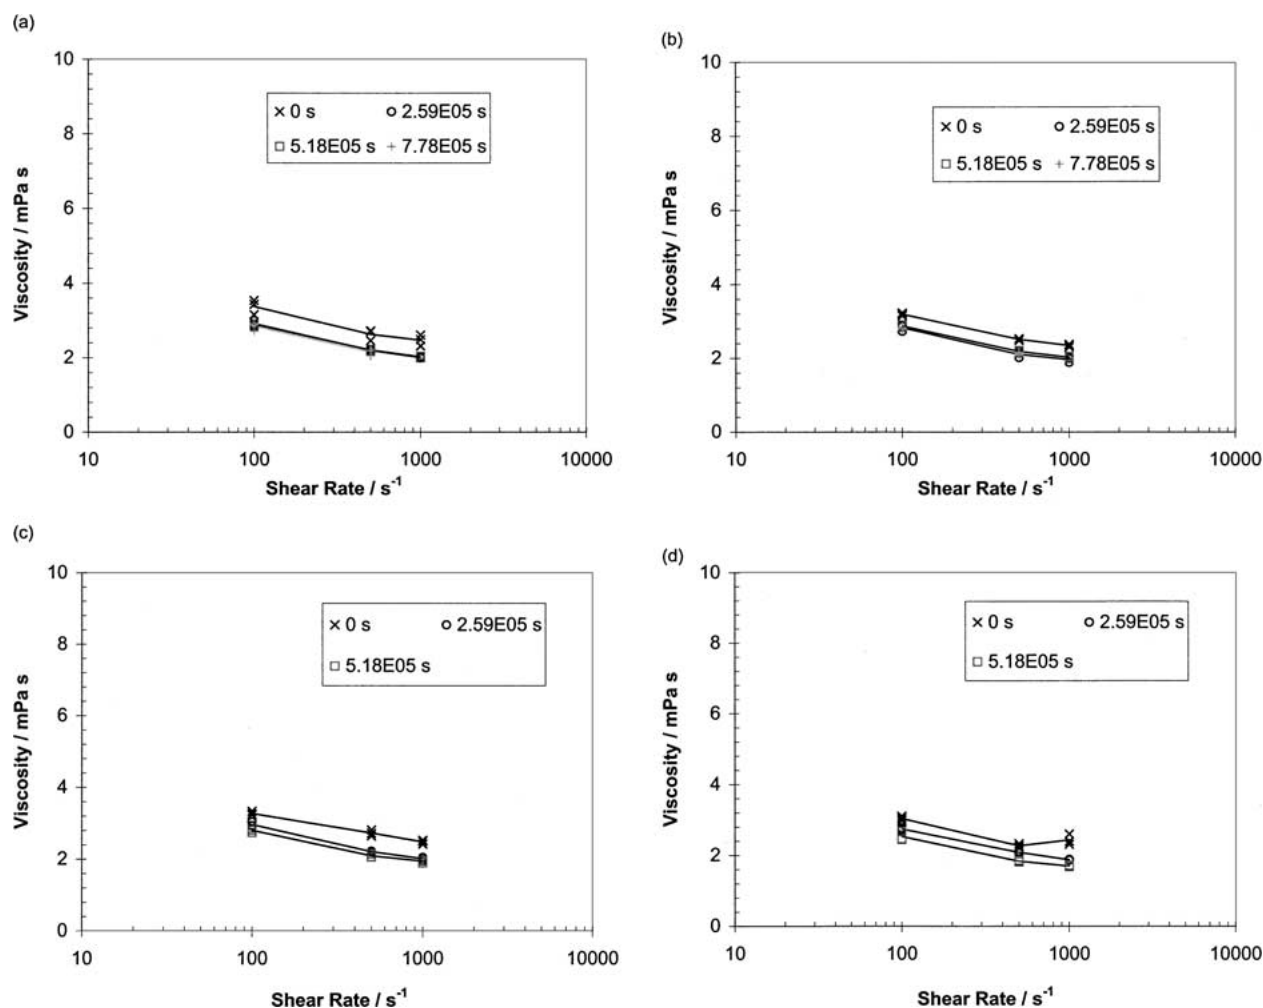 (a)
10
8
6
4
2
0
Viscosity / mPa s
0 s
2.59E05 s
5.18E05 s
7.78E05 s
10
100
1000
10000
Shear Rate / s⁻¹
(b)
10
8
6
4
2
0
Viscosity / mPa s
0 s
2.59E05 s
5.18E05 s
7.78E05 s
10
100
1000
10000
Shear Rate / s⁻¹
(c)
10
8
6
4
2
0
Viscosity / mPa s
0 s
2.59E05 s
5.18E05 s
10
100
1000
10000
Shear Rate / s⁻¹
(d)
10
8
6
4
2
0
Viscosity / mPa s
0 s
2.59E05 s
5.18E05 s
10
100
1000
10000
Shear Rate / s⁻¹